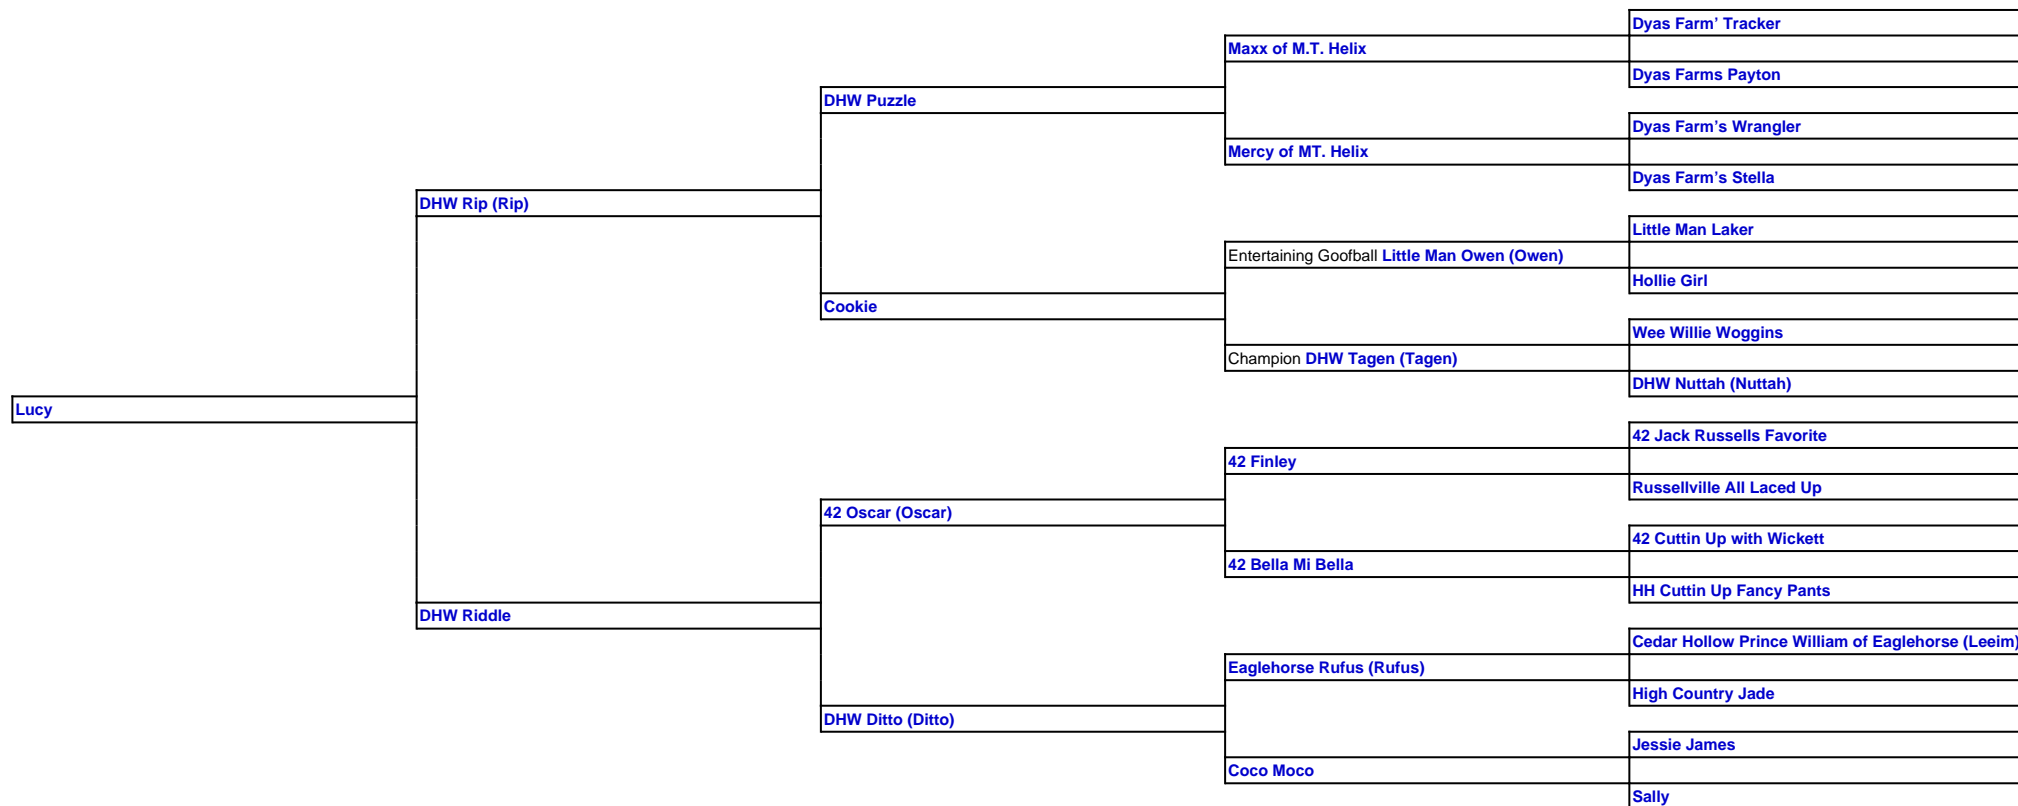 Dyas Farm’ Tracker
Maxx of M.T. Helix
Dyas Farms Payton
DHW Puzzle
Dyas Farm’s Wrangler
Mercy of MT. Helix
Dyas Farm’s Stella
DHW Rip (Rip)
Little Man Laker
Entertaining Goofball Little Man Owen (Owen)
Hollie Girl
Cookie
Wee Willie Woggins
Champion DHW Tagen (Tagen)
DHW Nuttah (Nuttah)
Lucy
42 Jack Russells Favorite
42 Finley
Russellville All Laced Up
42 Oscar (Oscar)
42 Cuttin Up with Wickett
42 Bella Mi Bella
HH Cuttin Up Fancy Pants
DHW Riddle
Cedar Hollow Prince William of Eaglehorse (Leeim)
Eaglehorse Rufus (Rufus)
High Country Jade
DHW Ditto (Ditto)
Jessie James
Coco Moco
Sally